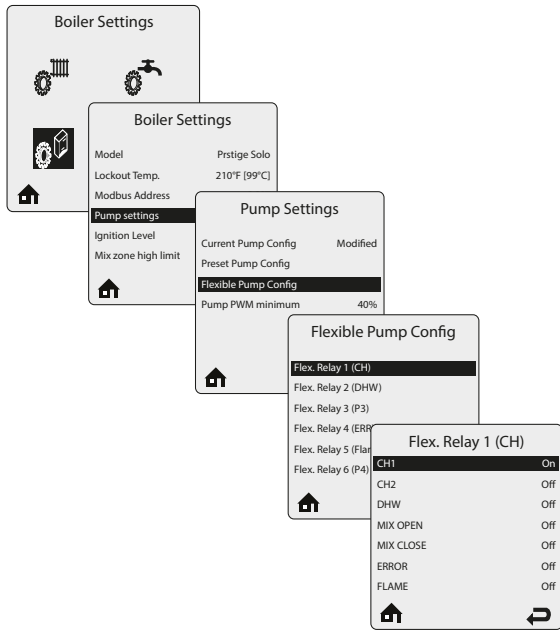 Boiler Settings
Boiler Settings
Model Prstige Solo
Lockout Temp. 210°F [99°C]
Modbus Address
Pump settings
Ignition Level
Mix zone high limit
Pump Settings
Current Pump Config Modified
Preset Pump Config
Flexible Pump Config
Pump PWM minimum 40%
Flexible Pump Config
Flex. Relay 1 (CH)
Flex. Relay 2 (DHW)
Flex. Relay 3 (P3)
Flex. Relay 4 (ERR
Flex. Relay 5 (Flar
Flex. Relay 6 (P4)
Flex. Relay 1 (CH)
CH1 On
CH2 Off
DHW Off
MIX OPEN Off
MIX CLOSE Off
ERROR Off
FLAME Off